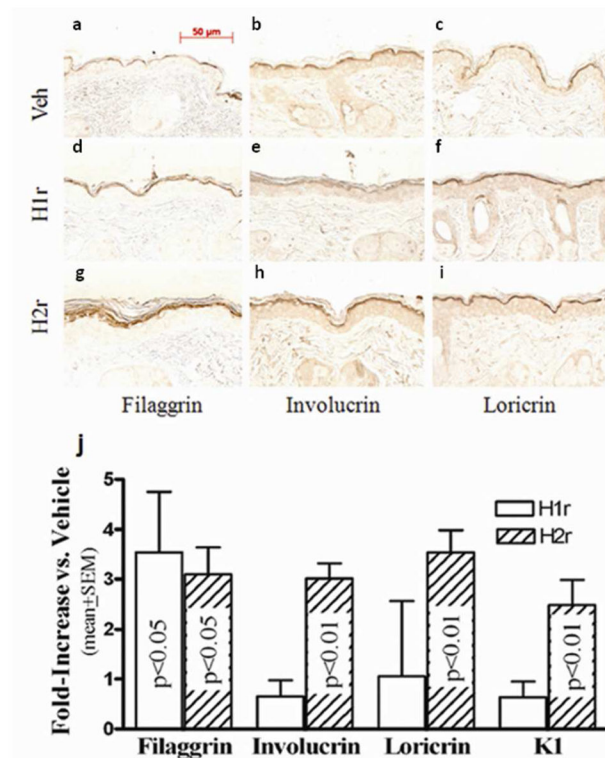 a b c
50 µm
Veh
d e f
H1r
g h i
H2r
Filaggrin Involucrin Loricrin
j
Fold-Increase vs. Vehicle
(mean±SEM)
5
4
3
2
1
0
H1r
H2r
p<0.05 p<0.05 p<0.01 p<0.01 p<0.01
Filaggrin Involucrin Loricrin K1